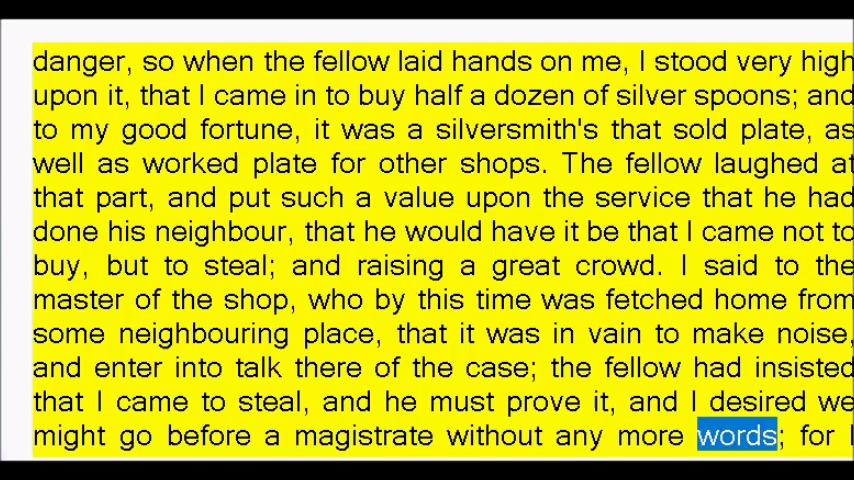 danger, so when the fellow laid hands on me, I stood very high
upon it, that I came in to buy half a dozen of silver spoons; and
to my good fortune, it was a silversmith's that sold plate, as
well as worked plate for other shops. The fellow laughed at
that part, and put such a value upon the service that he had
done his neighbour, that he would have it be that I came not to
buy, but to steal; and raising a great crowd. I said to the
master of the shop, who by this time was fetched home from
some neighbouring place, that it was in vain to make noise,
and enter into talk there of the case; the fellow had insisted
that I came to steal, and he must prove it, and I desired we
might go before a magistrate without any more words; for I